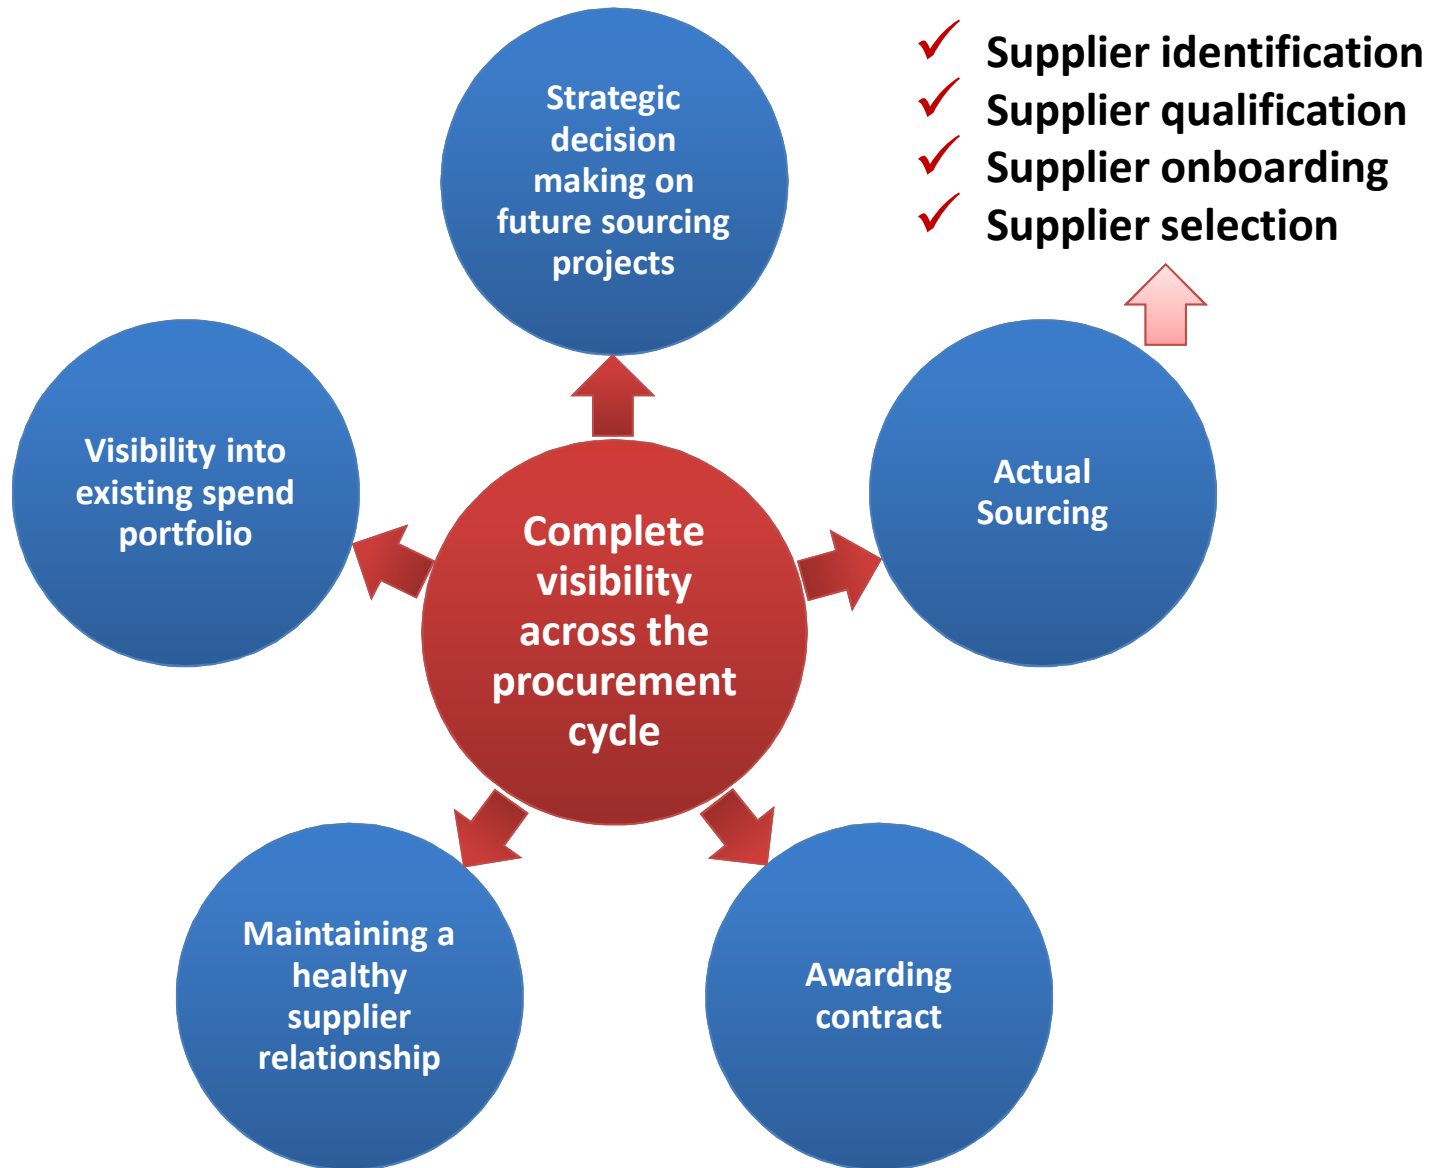 Strategic
decision
making on
future sourcing
projects
Supplier identification
Supplier qualification
Supplier onboarding
Supplier selection
Visibility into
existing spend
portfolio
Actual
Sourcing
Complete
visibility
across the
procurement
cycle
Maintaining a
healthy
supplier
relationship
Awarding
contract